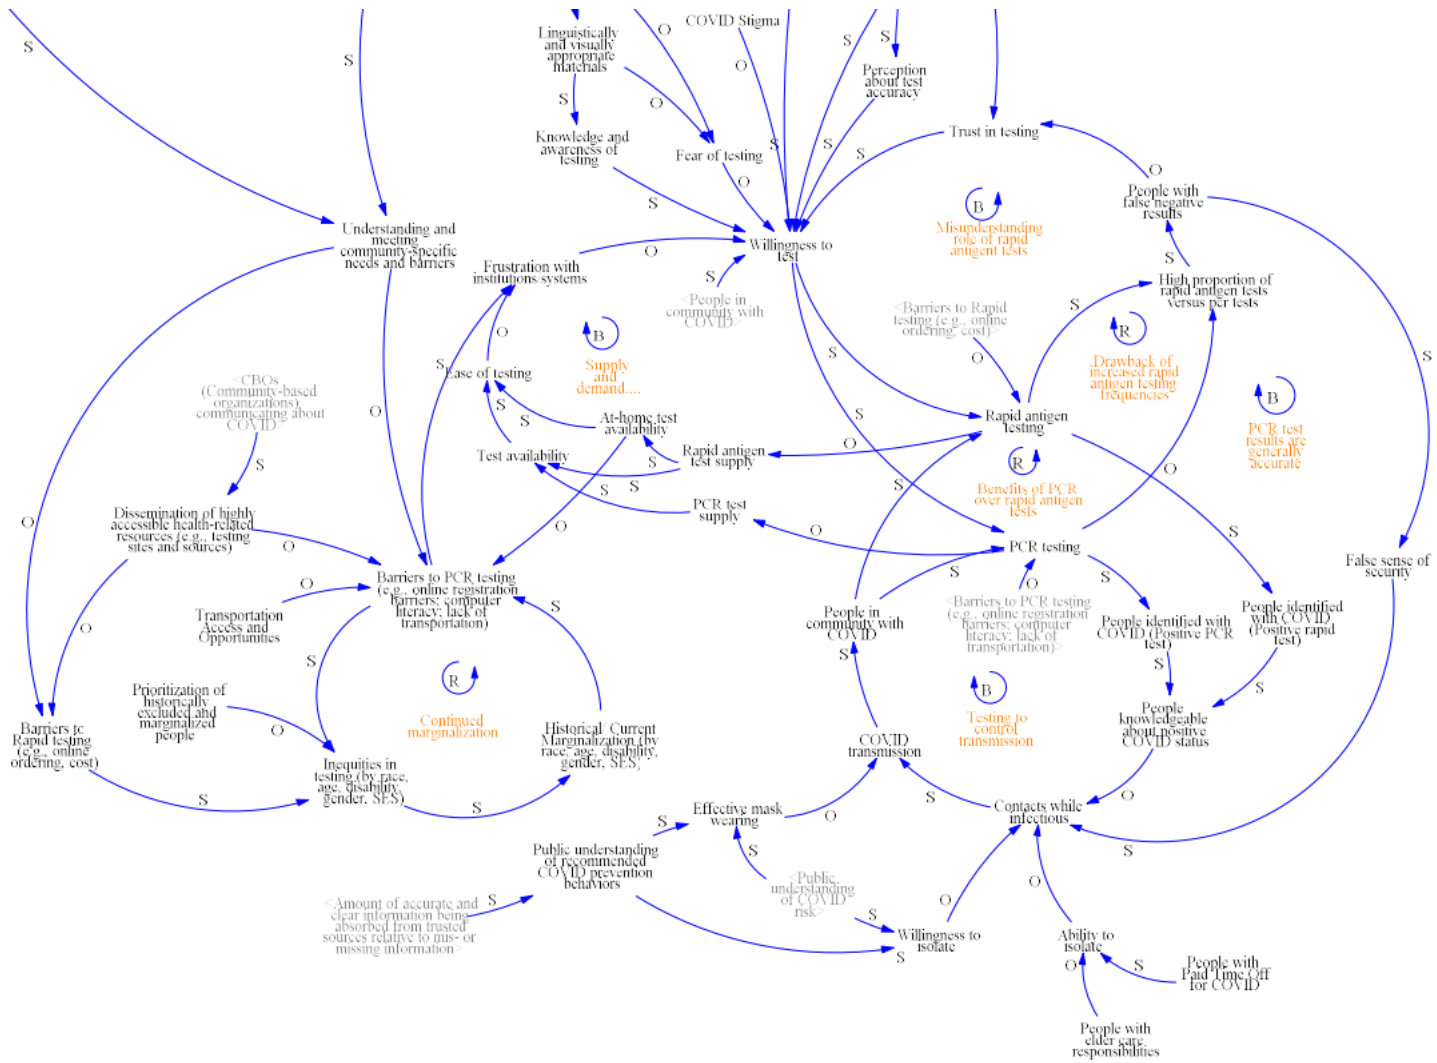 S
S
Linguistically
and visually
appropriate
materials
O
COVID Stigma
O
S
S
Perception
about test
accuracy
S
O
Knowledge and
awareness of
testing
Fear of testing
O
S
S
S
S
Trust in testing
O
People with
false negative
results
S
B
Misunderstanding
role of rapid
antigen tests
Understanding and
meeting
community-specific
needs and barriers
Frustration with
institutions/systems
O
Willingness to
test
S
<People in
community with
COVID>
S
High proportion of
rapid antigen tests
versus pcr tests
<Barriers to Rapid
testing (e.g., online
ordering, cost)>
O
S
O
B
Supply
and
demand....
S
Ease of testing
S
R
.Drawback of
increased rapid
antigen testing
frequencies
S
B
PCR test
results are
generally
accurate
<CBOs
(Community-based
organizations)
communicating about
COVID>
S
O
S
S
At-home test
availability
S
Rapid antigen
testing
O
Test availability
S
Rapid antigen
test supply
S
S
R
Benefits of PCR
over rapid antigen
tests
O
PCR test
supply
O
O
Dissemination of highly
accessible health-related
resources (e.g., testing
sites and sources)
O
O
S
S
PCR testing
S
S
O
False sense of
security
Barriers to PCR testing
(e.g., online registration
barriers; computer
literacy; lack of
transportation)
O
Transportation
Access and
Opportunities
S
O
People in
community with
COVID
S
<Barriers to PCR testing
(e.g., online registration
barriers; computer
literacy; lack of
transportation)>
People identified with
COVID (Positive PCR
test)
S
People identified
with COVID
(Positive rapid
test)
S
S
R
Continued
marginalization
B
Testing to
control
transmission
People
knowledgeable
about positive
COVID status
Prioritization of
historically
excluded and
marginalized
people
O
Barriers to
Rapid testing
(e.g., online
ordering, cost)
S
Inequities in
testing (by race,
age, disability,
gender, SES)
S
Historical/ Current
Marginalization (by
race, age, disability,
gender, SES)
COVID
transmission
S
O
Contacts while
infectious
S
Effective mask
wearing
O
S
S
Public understanding
of recommended
COVID prevention
behaviors
<Public
understanding
of COVID
risk>
S
O
O
S
<Amount of accurate and
clear information being
absorbed from trusted
sources relative to mis- or
missing information>
Willingness to
isolate
S
Ability to
isolate
O
S
People with
Paid Time Off
for COVID
People with
elder care
responsibilities